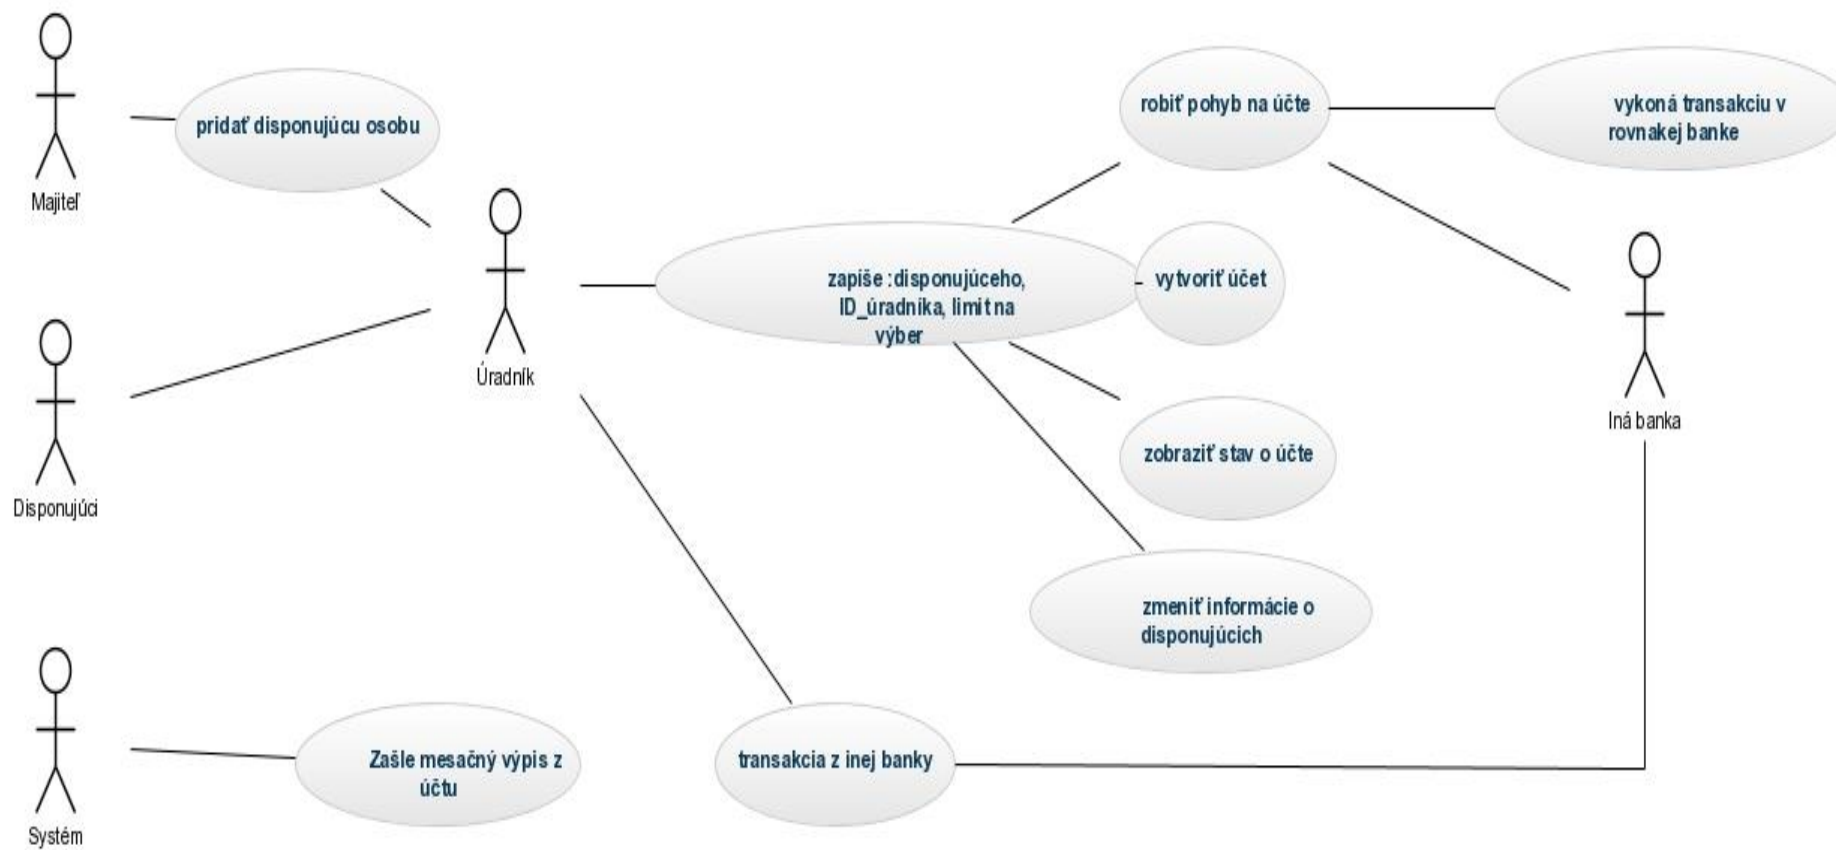 Majiteľ
pridať disponujúcu osobu
robiť pohyb na účte
vykoná transakciu v
rovnakej banke
Úradník
zapíše :disponujúceho,
ID_úradníka, limit na
výber
vytvoriť účet
Iná banka
Disponujúci
zobraziť stav o účte
zmeniť informácie o
disponujúcich
Systém
Zašle mesačný výpis z
účtu
transakcia z inej banky